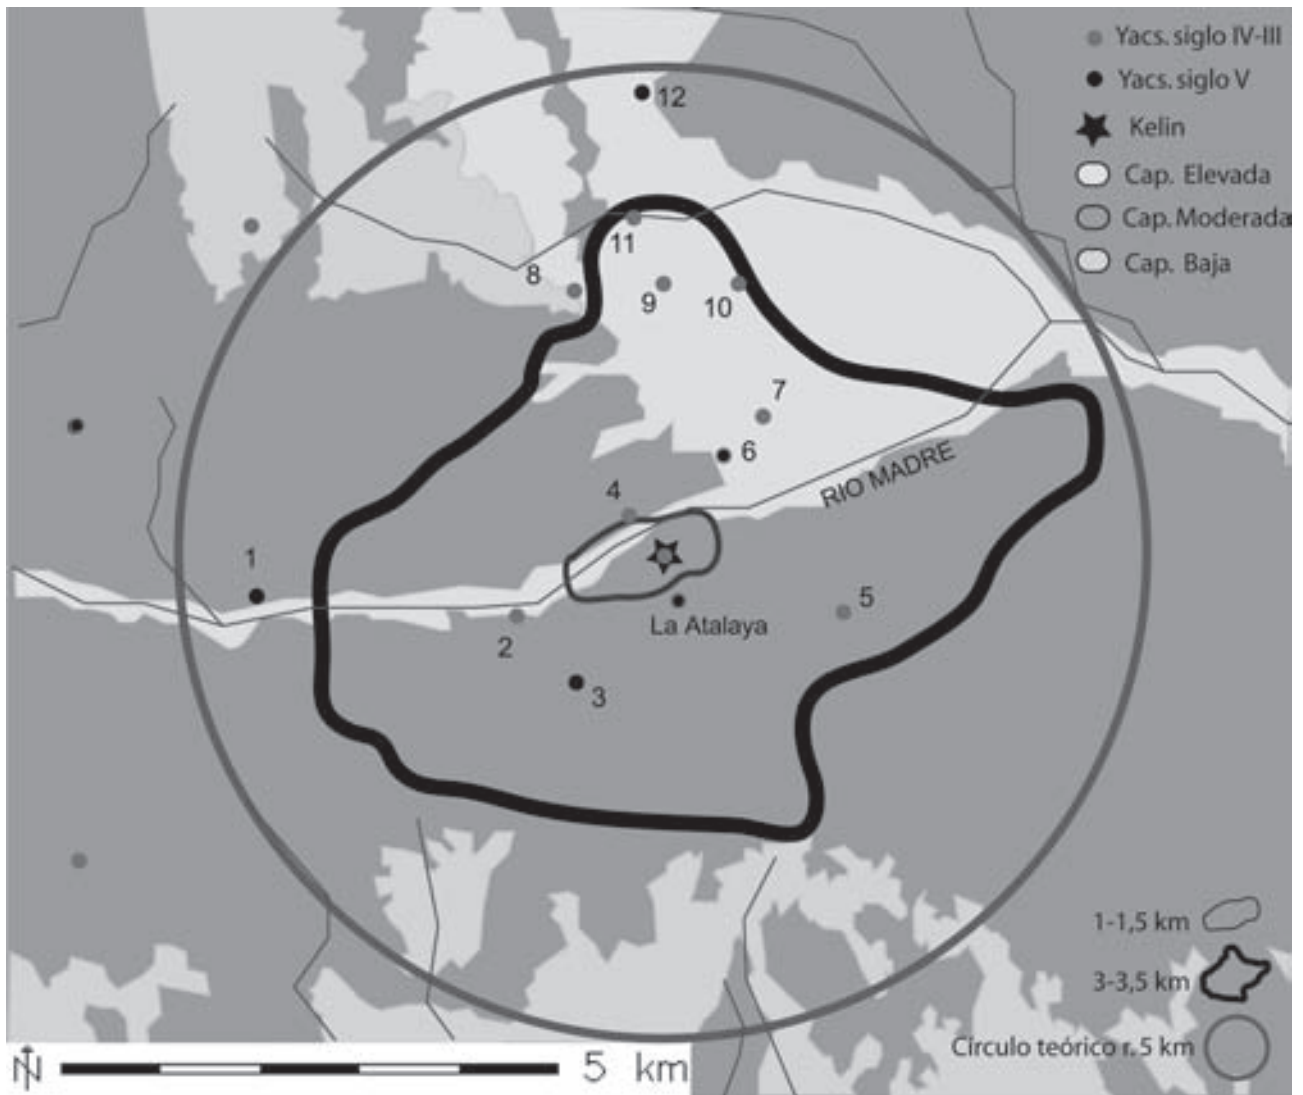 Yacs. siglo IV-III
Yacs. siglo V
Kelin
Cap. Elevada
Cap. Moderada
Cap. Baja
12
11
8
9
10
7
6
RIO MADRE
4
1
5
La Atalaya
2
3
1-1,5 km
3-3,5 km
Círculo teórico r. 5 km
N
5 km